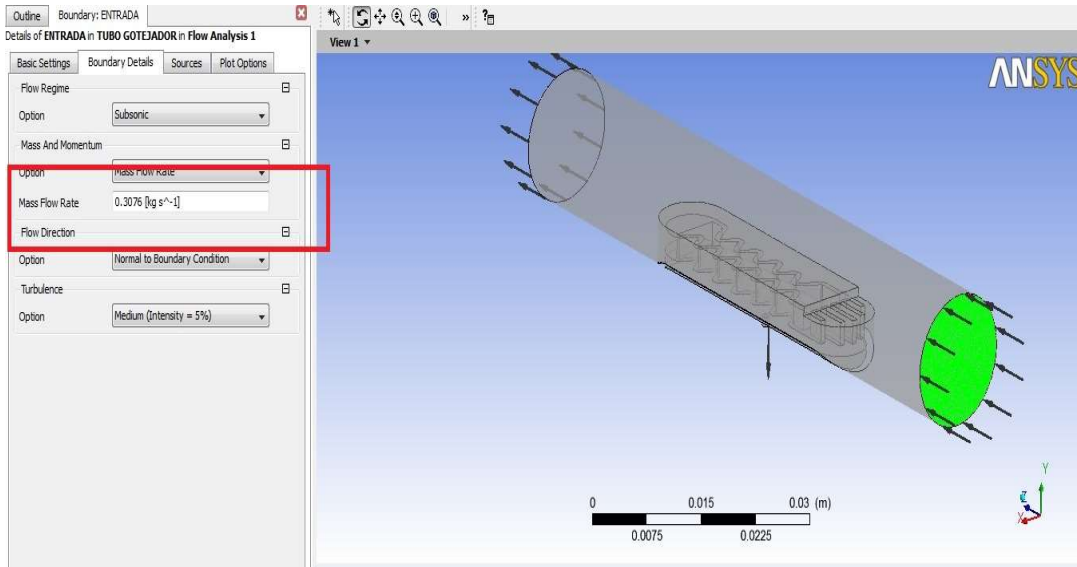 Outline Boundary: ENTRADA
Details of ENTRADA in TUBO GOTEJADOR in Flow Analysis 1
Basic Settings Boundary Details Sources Plot Options
Flow Regime
Option Subsonic
Mass And Momentum
Option Mass Flow Rate
Mass Flow Rate 0.3076 [kg s^-1]
Flow Direction
Option Normal to Boundary Condition
Turbulence
Option Medium (Intensity = 5%)
» ?
View 1
ANSYS
0 0.015 0.03 (m)
0.0075 0.0225
Y
Z
X